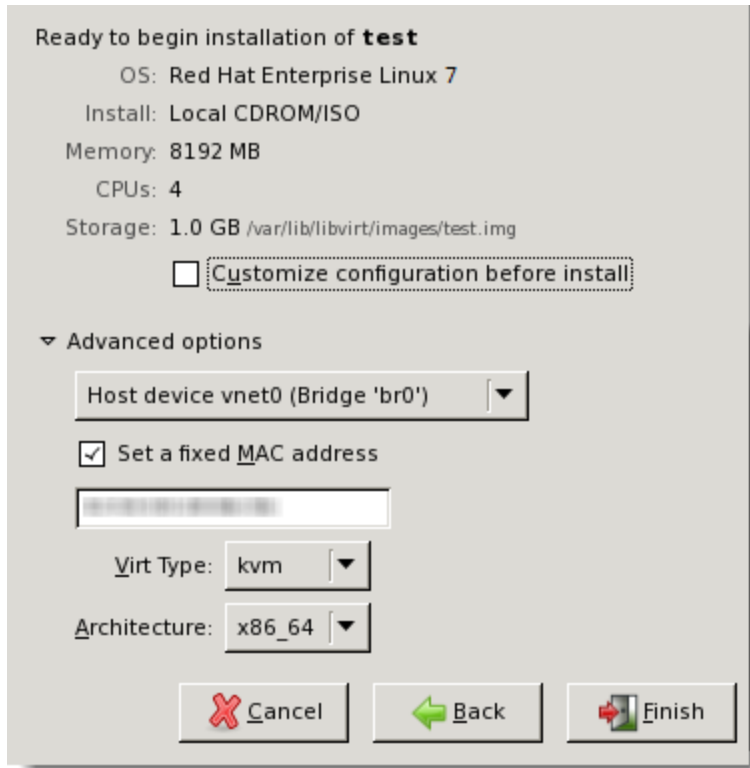 Ready to begin installation of test
OS: Red Hat Enterprise Linux 7
Install: Local CDROM/ISO
Memory: 8192 MB
CPUs: 4
Storage: 1.0 GB /var/lib/libvirt/images/test.img
Customize configuration before install
Advanced options
Host device vnet0 (Bridge 'br0')
Set a fixed MAC address
Virt Type: kvm
Architecture: x86_64
Cancel Back Finish